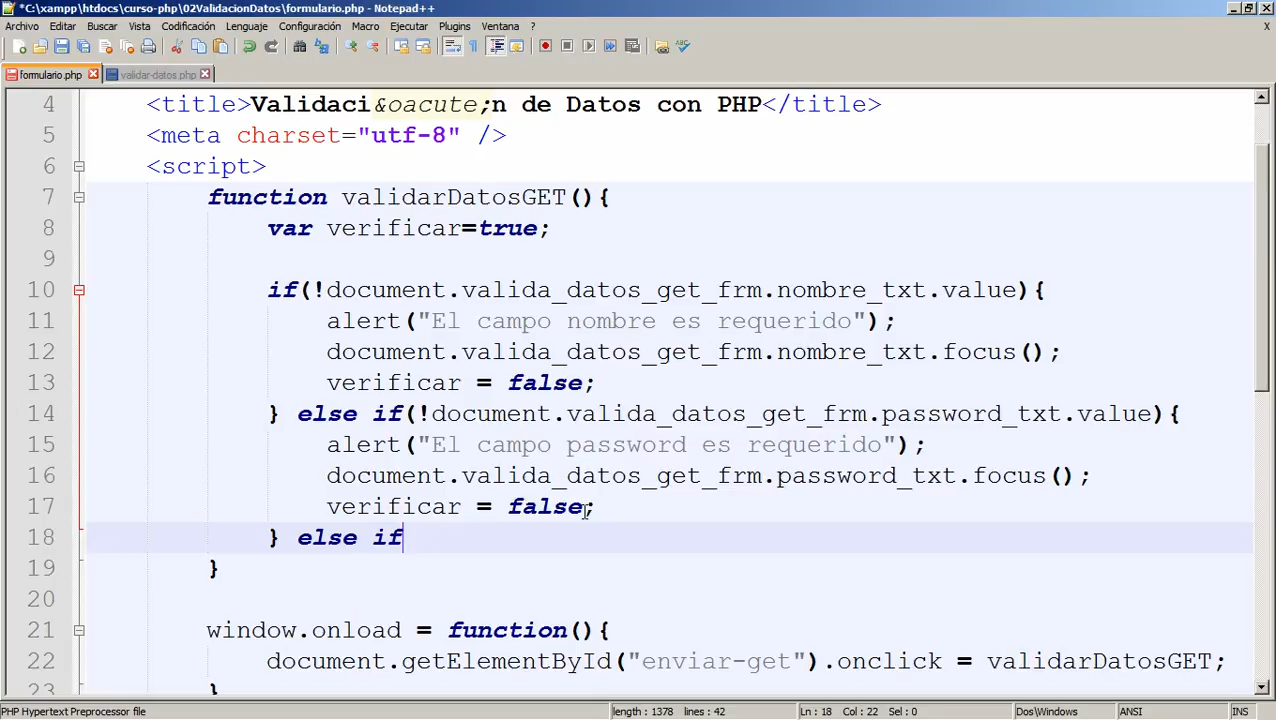 *C:\xampp\htdocs\curso-php\02ValidacionDatos\formulario.php - Notepad++
Archivo Editar Buscar Vista Codificación Lenguaje Configuración Macro Ejecutar Plugins Ventana ? X
formulario.php validar-datos.php
4 <title>Validaci&oacute;n de Datos con PHP</title>
5 <meta charset="utf-8" />
6 <script>
7 function validarDatosGET(){
8 var verificar=true;
9
10 if(!document.valida_datos_get_frm.nombre_txt.value){
11 alert("El campo nombre es requerido");
12 document.valida_datos_get_frm.nombre_txt.focus();
13 verificar = false;
14 } else if(!document.valida_datos_get_frm.password_txt.value){
15 alert("El campo password es requerido");
16 document.valida_datos_get_frm.password_txt.focus();
17 verificar = false;
18 } else if
19 }
20
21 window.onload = function(){
22 document.getElementById("enviar-get").onclick = validarDatosGET;
23 }
PHP Hypertext Preprocessor file length : 1378 lines : 42 Ln : 18 Col : 22 Sel : 0 Dos\Windows ANSI INS